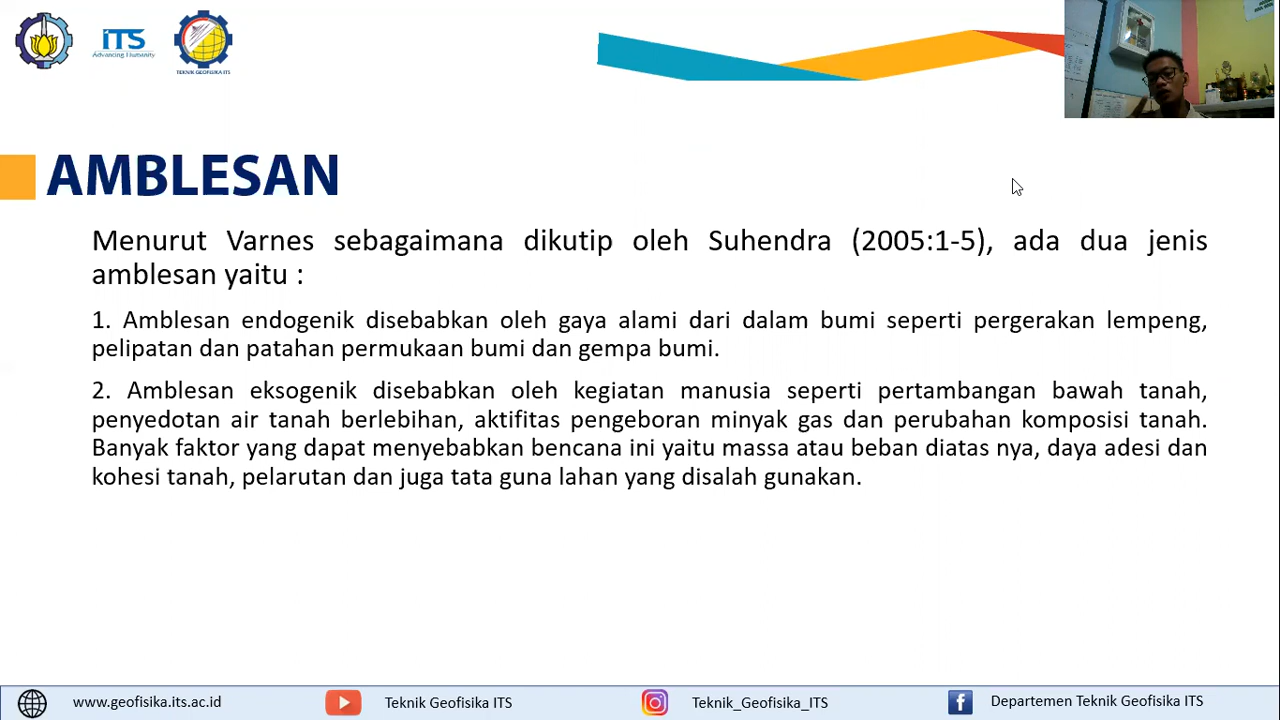 ITS
Advancing Humanity
TEKNIK GEOFISIKA ITS
AMBLESAN
Menurut Varnes sebagaimana dikutip oleh Suhendra (2005:1-5), ada dua jenis
amblesan yaitu :
1. Amblesan endogenik disebabkan oleh gaya alami dari dalam bumi seperti pergerakan lempeng,
pelipatan dan patahan permukaan bumi dan gempa bumi.
2. Amblesan eksogenik disebabkan oleh kegiatan manusia seperti pertambangan bawah tanah,
penyedotan air tanah berlebihan, aktifitas pengeboran minyak gas dan perubahan komposisi tanah.
Banyak faktor yang dapat menyebabkan bencana ini yaitu massa atau beban diatas nya, daya adesi dan
kohesi tanah, pelarutan dan juga tata guna lahan yang disalah gunakan.
www.geofisika.its.ac.id
Teknik Geofisika ITS
Teknik_Geofisika_ITS
Departemen Teknik Geofisika ITS